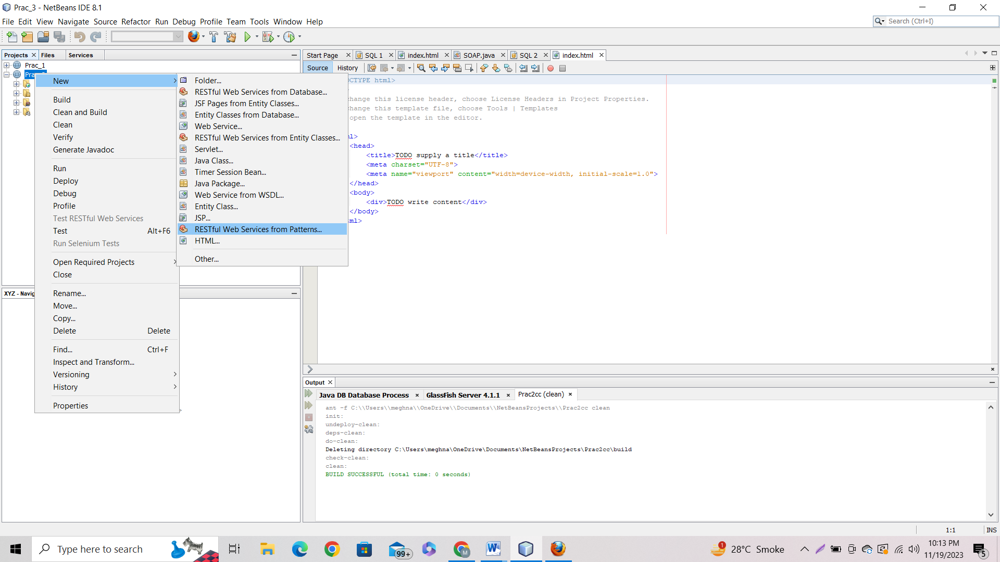 Prac_3 - NetBeans IDE 8.1
File Edit View Navigate Source Refactor Run Debug Profile Team Tools Window Help
Search (Ctrl+I)
Projects Files Services
Start Page SQL 1 index.html SOAP.java SQL 2 index.html
Source History
Prac_1
New
Build
Clean and Build
Clean
Verify
Generate Javadoc
Run
Deploy
Debug
Profile
Test RESTful Web Services
Test Alt+F6
Run Selenium Tests
Open Required Projects
Close
Rename...
Move...
Copy...
Delete Delete
Find... Ctrl+F
Inspect and Transform...
Versioning
History
Properties
Folder...
RESTful Web Services from Database...
JSF Pages from Entity Classes...
Entity Classes from Database...
Web Service...
RESTful Web Services from Entity Classes...
Servlet...
Java Class...
Timer Session Bean...
Java Package...
Web Service from WSDL...
Entity Class...
JSP...
RESTful Web Services from Patterns...
HTML...
Other...
OCTYPE html>
change this license header, choose License Headers in Project Properties.
change this template file, choose Tools | Templates
open the template in the editor.
ml>
<head>
<title>TODO supply a title</title>
<meta charset="UTF-8">
<meta name="viewport" content="width=device-width, initial-scale=1.0">
</head>
<body>
<div>TODO write content</div>
</body>
ml>
XYZ - Navig
Output
Java DB Database Process GlassFish Server 4.1.1 Prac2cc (clean)
ant -f C:\\Users\\meghna\\OneDrive\\Documents\\NetBeansProjects\\Prac2cc clean
init:
undeploy-clean:
deps-clean:
do-clean:
Deleting directory C:\Users\meghna\OneDrive\Documents\NetBeansProjects\Prac2cc\build
check-clean:
clean:
BUILD SUCCESSFUL (total time: 0 seconds)
1:1 INS
Type here to search
99+
M
1
28°C Smoke
10:13 PM
11/19/2023
5